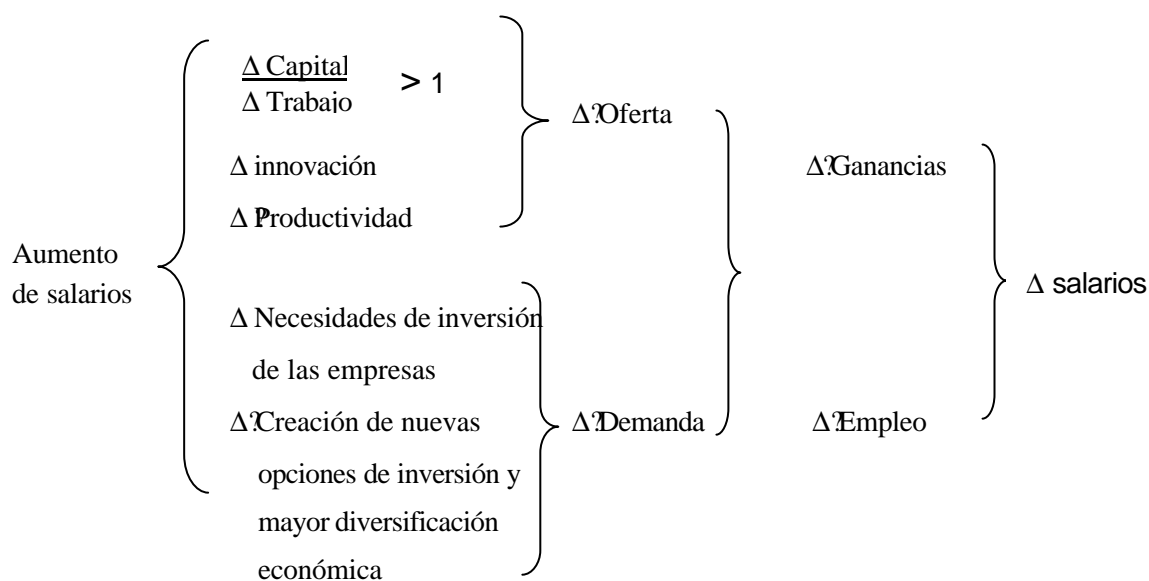 Aumento
de salarios
Δ Capital
Δ Trabajo
> 1
Δ innovación
Δ Productividad
Δ Necesidades de inversión
de las empresas
Δ?Creación de nuevas
opciones de inversión y
mayor diversificación
económica
Δ?Oferta
Δ?Demanda
Δ?Ganancias
Δ?Empleo
Δ salarios